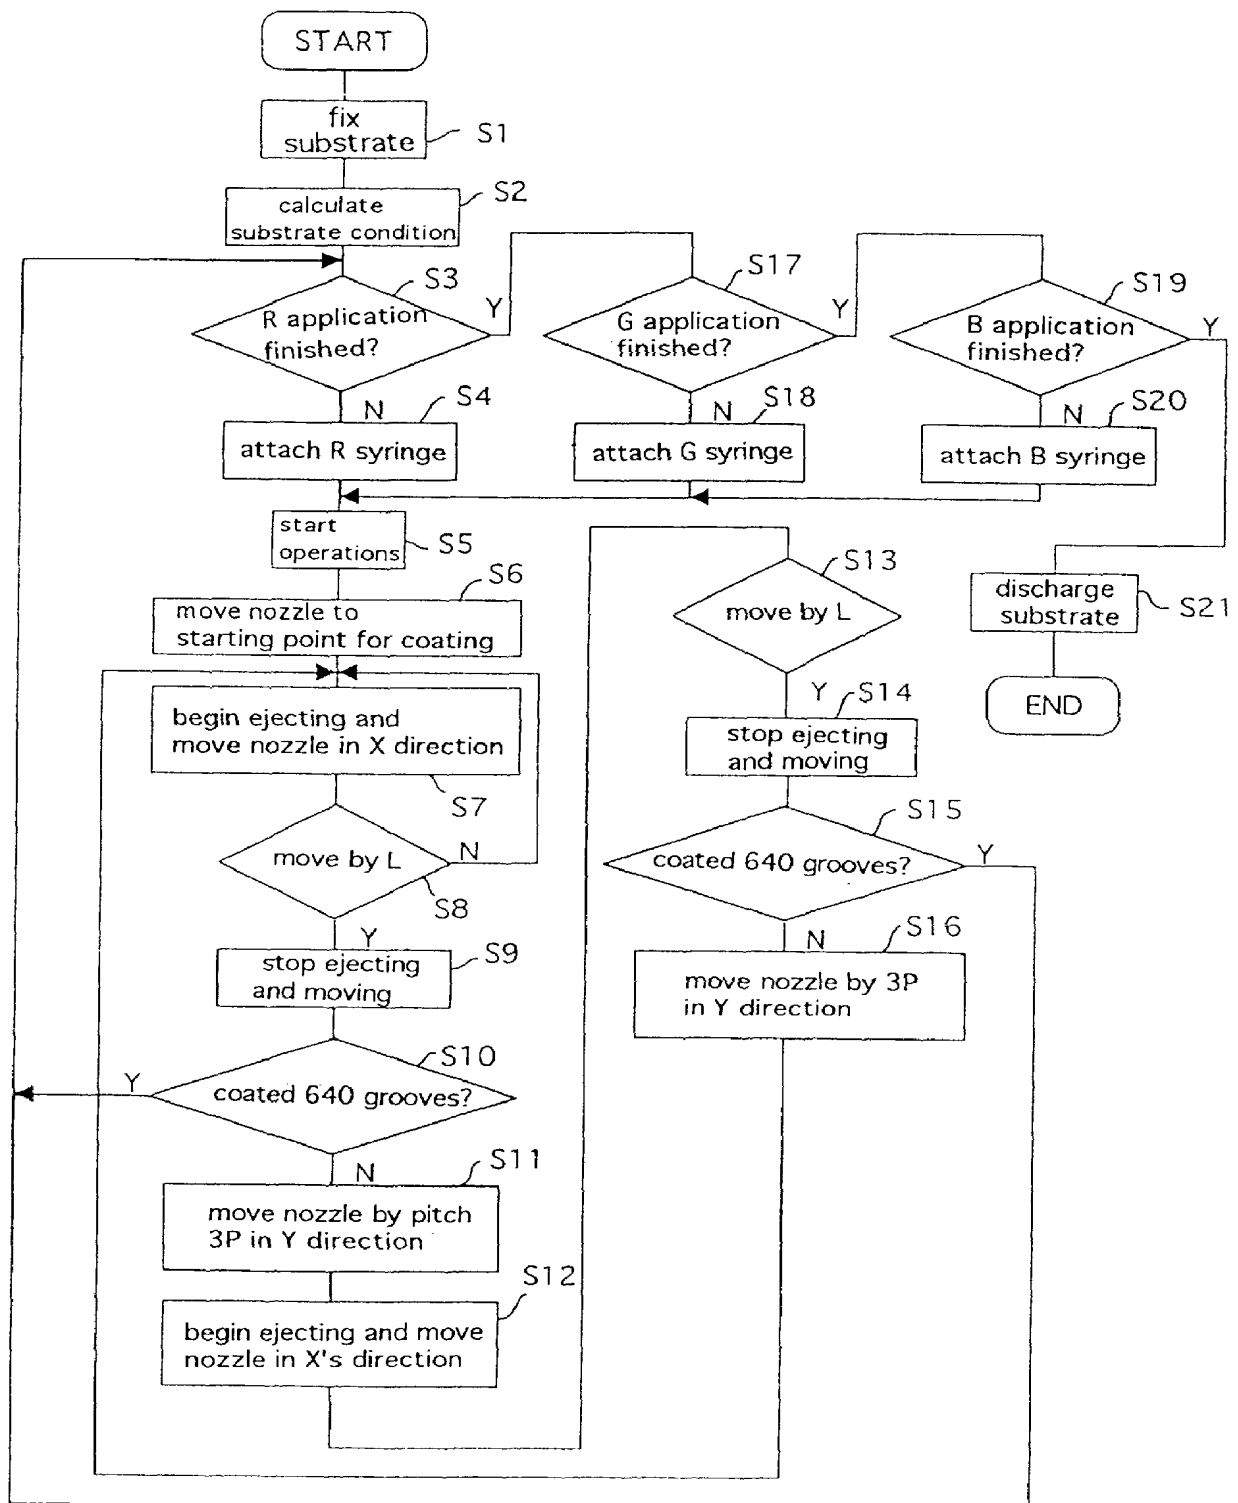 START
fix
substrate
S1
calculate
substrate condition
S2
R application
finished?
S3
Y
N
G application
finished?
S17
Y
N
B application
finished?
S19
Y
N
attach R syringe
S4
attach G syringe
S18
attach B syringe
S20
start
operations
S5
move nozzle to
starting point for coating
S6
begin ejecting and
move nozzle in X direction
S7
move by L
S8
N
Y
stop ejecting
and moving
S9
coated 640 grooves?
S10
Y
N
move nozzle by pitch
3P in Y direction
S11
begin ejecting and move
nozzle in X's direction
S12
move by L
S13
Y
stop ejecting
and moving
S14
coated 640 grooves?
S15
Y
N
move nozzle by 3P
in Y direction
S16
discharge
substrate
S21
END